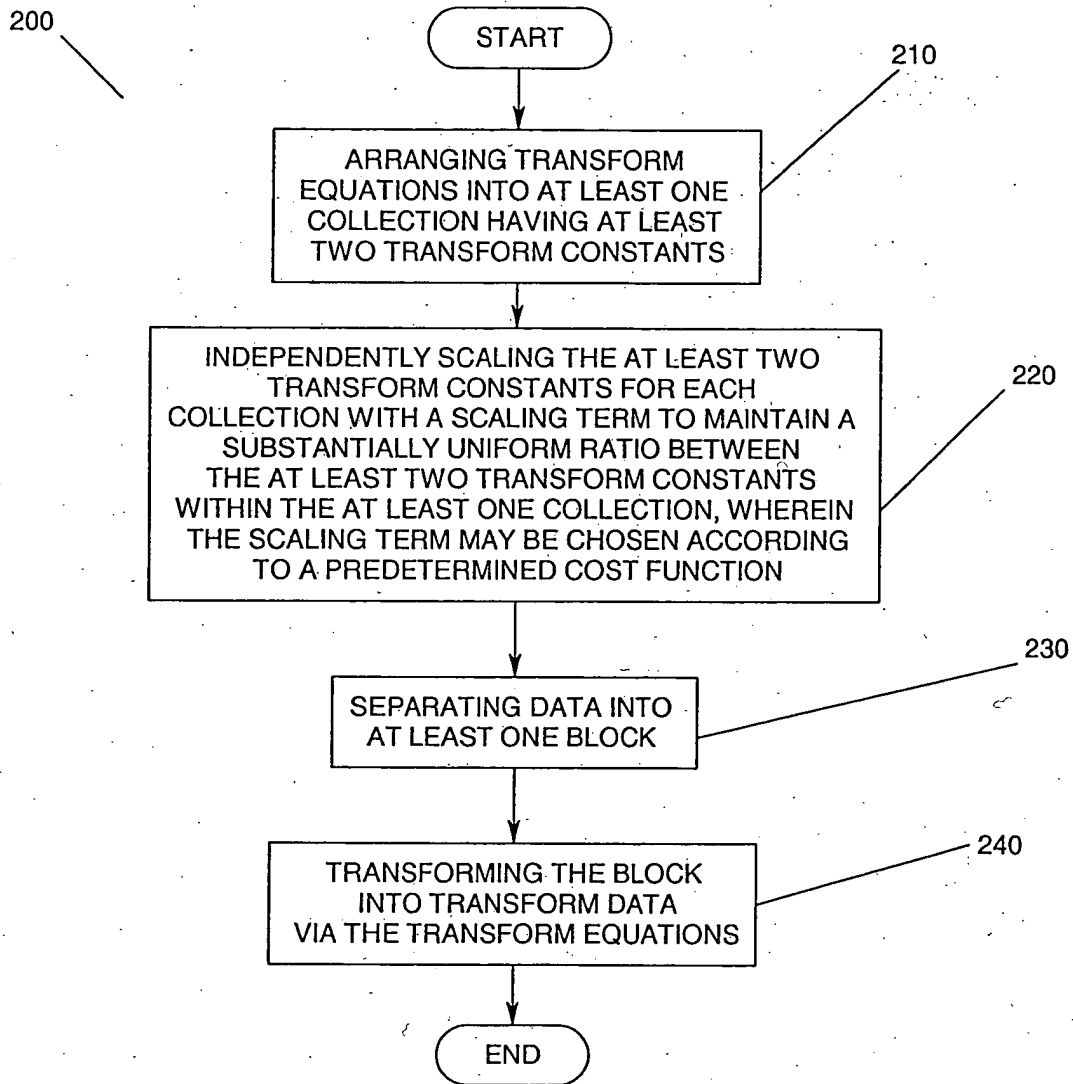 200
START
210
ARRANGING TRANSFORM
EQUATIONS INTO AT LEAST ONE
COLLECTION HAVING AT LEAST
TWO TRANSFORM CONSTANTS
INDEPENDENTLY SCALING THE AT LEAST TWO
TRANSFORM CONSTANTS FOR EACH
COLLECTION WITH A SCALING TERM TO MAINTAIN A
SUBSTANTIALLY UNIFORM RATIO BETWEEN
THE AT LEAST TWO TRANSFORM CONSTANTS
WITHIN THE AT LEAST ONE COLLECTION, WHEREIN
THE SCALING TERM MAY BE CHOSEN ACCORDING
TO A PREDETERMINED COST FUNCTION
220
230
SEPARATING DATA INTO
AT LEAST ONE BLOCK
240
TRANSFORMING THE BLOCK
INTO TRANSFORM DATA
VIA THE TRANSFORM EQUATIONS
END